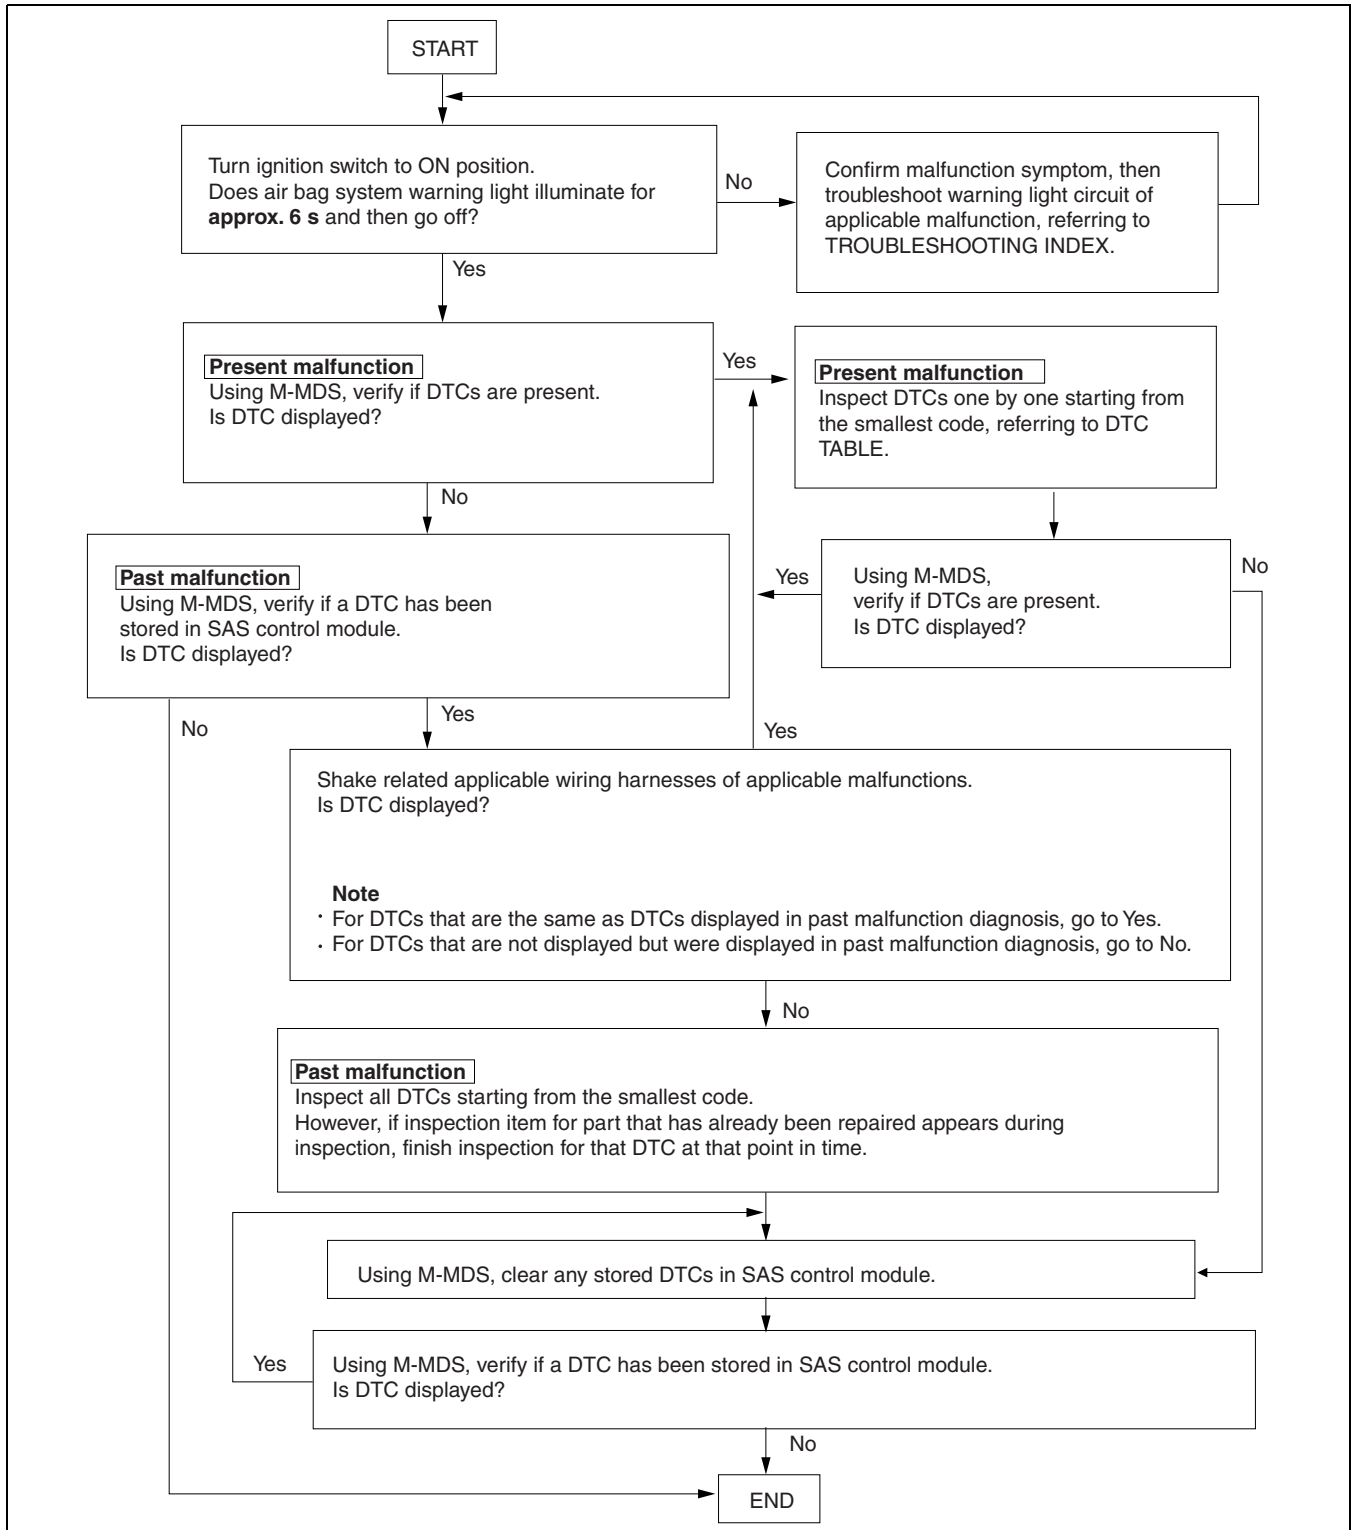 START
Turn ignition switch to ON position.
Does air bag system warning light illuminate for
approx. 6 s and then go off?
No
Confirm malfunction symptom, then
troubleshoot warning light circuit of
applicable malfunction, referring to
TROUBLESHOOTING INDEX.
Yes
Present malfunction
Using M-MDS, verify if DTCs are present.
Is DTC displayed?
Yes
Present malfunction
Inspect DTCs one by one starting from
the smallest code, referring to DTC
TABLE.
No
Past malfunction
Using M-MDS, verify if a DTC has been
stored in SAS control module.
Is DTC displayed?
Yes
Using M-MDS,
verify if DTCs are present.
Is DTC displayed?
No
No
Yes
Yes
Shake related applicable wiring harnesses of applicable malfunctions.
Is DTC displayed?
Note
· For DTCs that are the same as DTCs displayed in past malfunction diagnosis, go to Yes.
· For DTCs that are not displayed but were displayed in past malfunction diagnosis, go to No.
No
Past malfunction
Inspect all DTCs starting from the smallest code.
However, if inspection item for part that has already been repaired appears during
inspection, finish inspection for that DTC at that point in time.
Using M-MDS, clear any stored DTCs in SAS control module.
Yes
Using M-MDS, verify if a DTC has been stored in SAS control module.
Is DTC displayed?
No
END